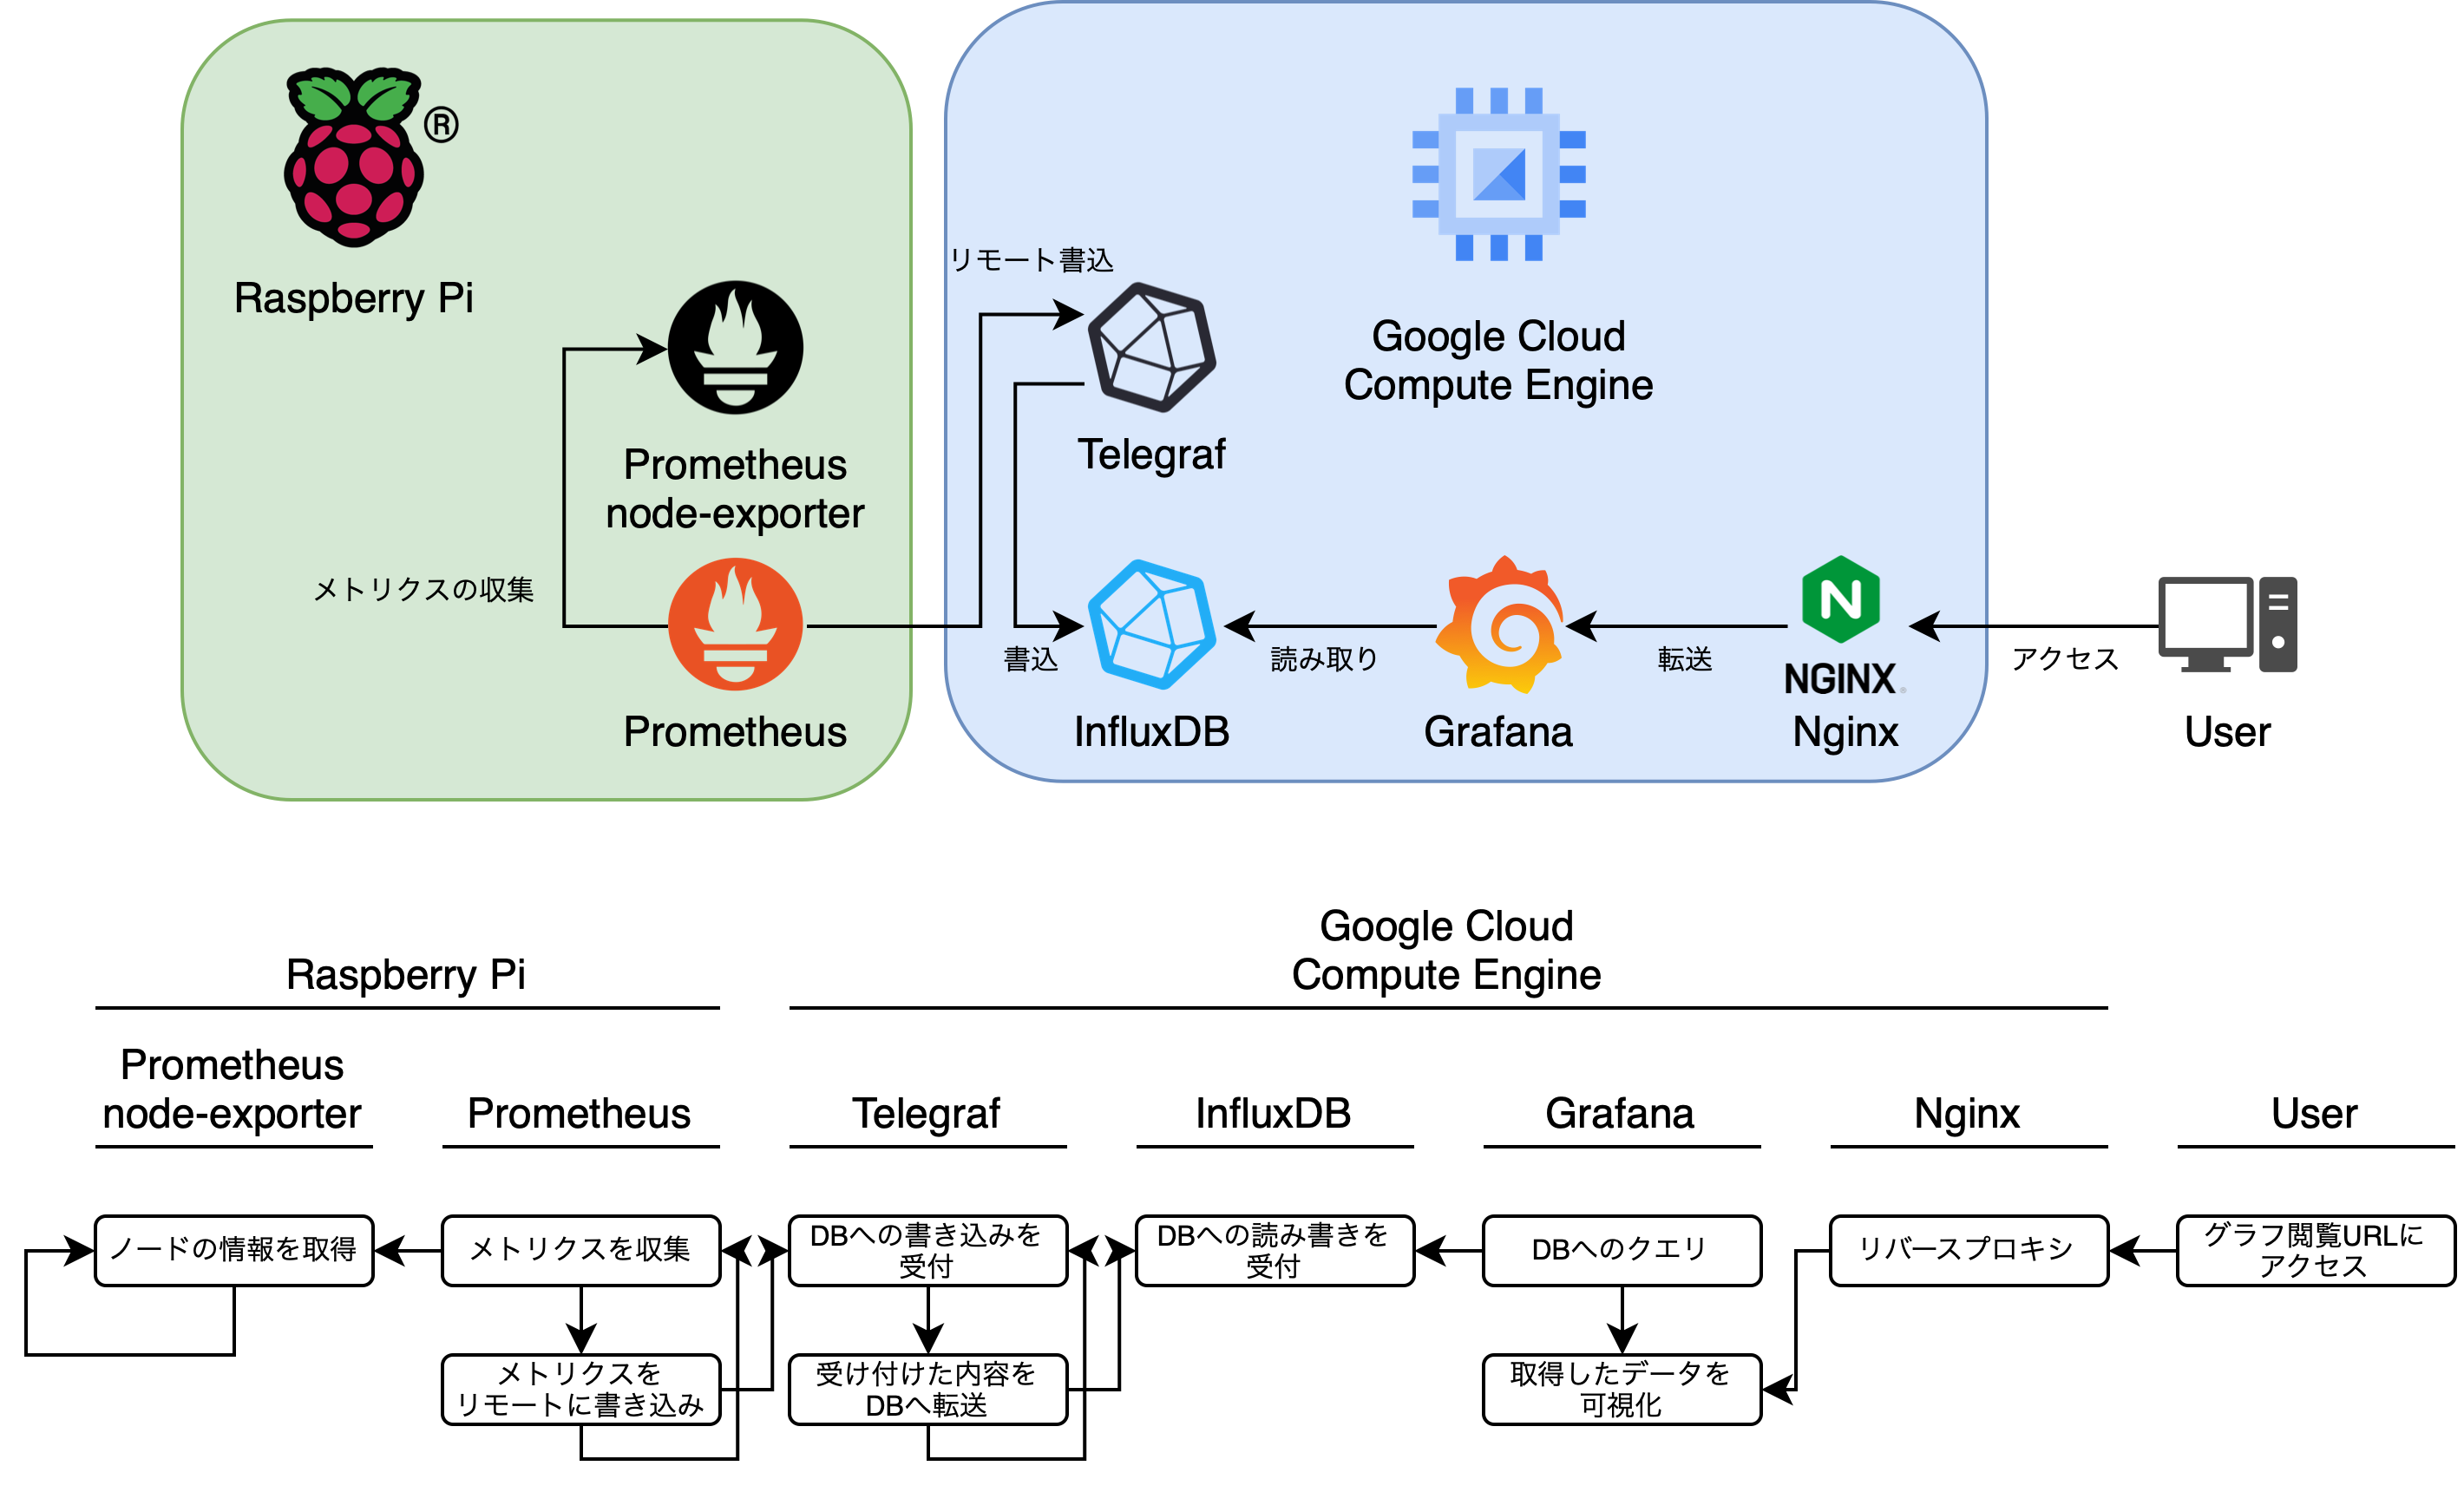 ®
Raspberry Pi
Prometheus
node-exporter
メトリクスの収集
Prometheus
リモート書込
Telegraf
Google Cloud
Compute Engine
書込
InfluxDB
読み取り
Grafana
転送
NGINX
Nginx
アクセス
User
Raspberry Pi
Google Cloud
Compute Engine
Prometheus
node-exporter
Prometheus
Telegraf
InfluxDB
Grafana
Nginx
User
ノードの情報を取得
メトリクスを収集
DBへの書き込みを
受付
DBへの読み書きを
受付
DBへのクエリ
リバースプロキシ
グラフ閲覧URLに
アクセス
メトリクスを
リモートに書き込み
受け付けた内容を
DBへ転送
取得したデータを
可視化